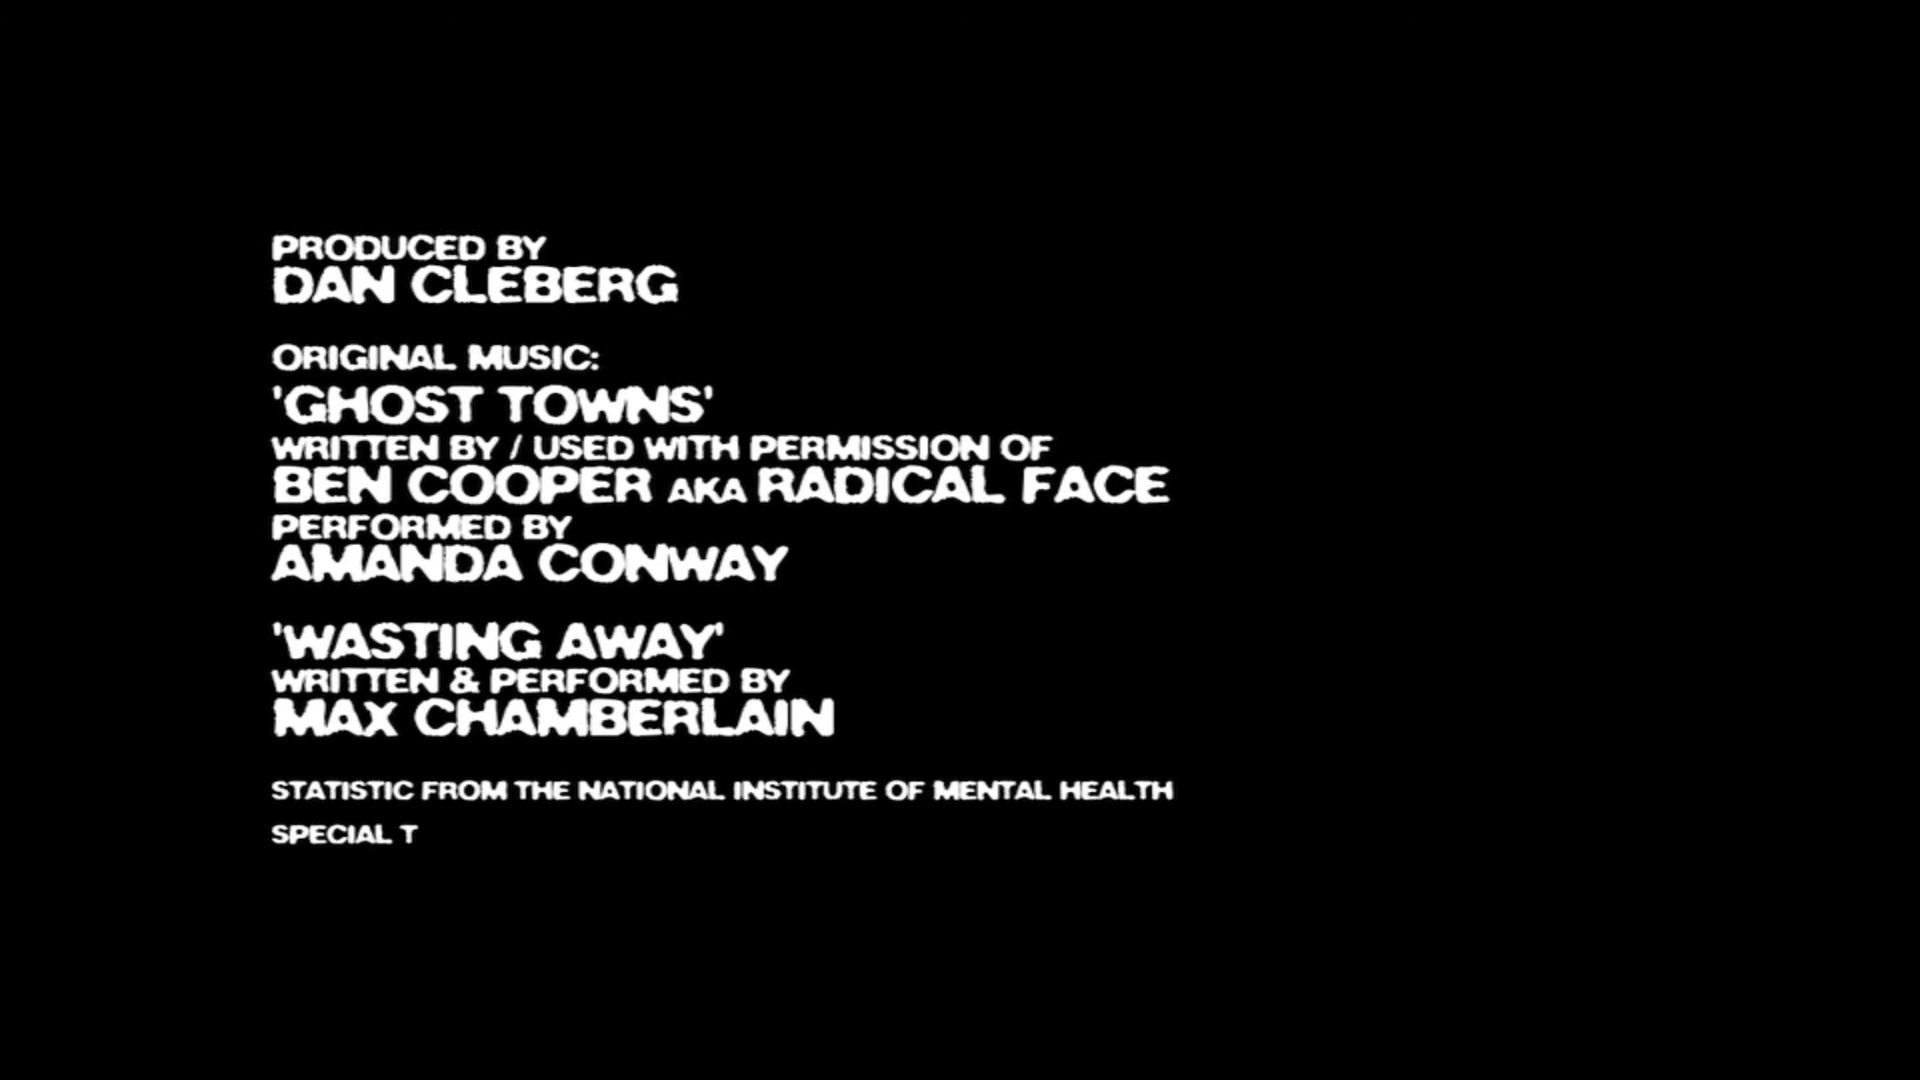 PRODUCED BY
DAN CLEBERG
ORIGINAL MUSIC:
'GHOST TOWNS'
WRITTEN BY / USED WITH PERMISSION OF
BEN COOPER AKA RADICAL FACE
PERFORMED BY
AMANDA CONWAY
'WASTING AWAY'
WRITTEN & PERFORMED BY
MAX CHAMBERLAIN
STATISTIC FROM THE NATIONAL INSTITUTE OF MENTAL HEALTH
SPECIAL T